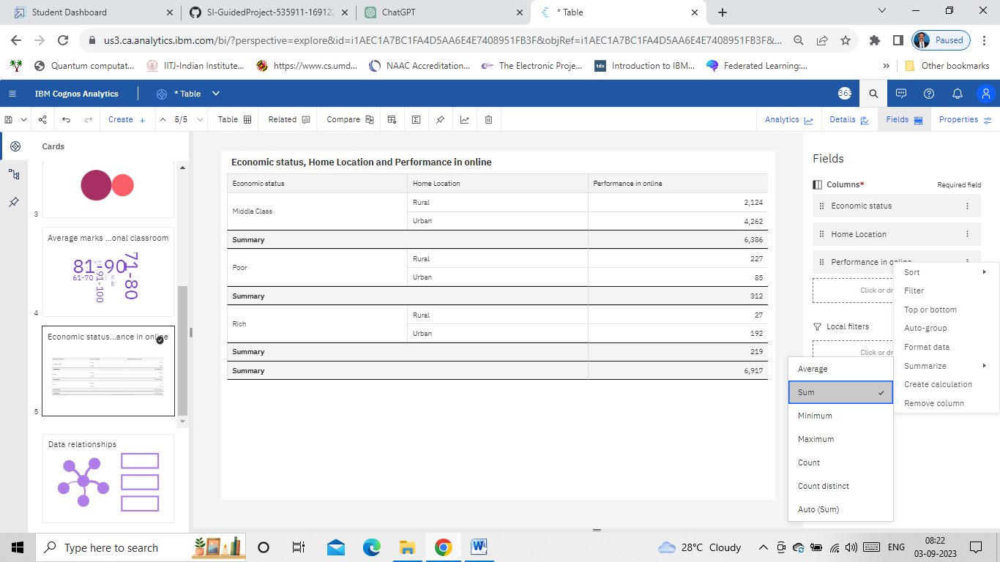 Student Dashboard
SI-GuidedProject-535911-169122
ChatGPT
* Table
us3.ca.analytics.ibm.com/bi/?perspective=explore&id=i1AEC1A7BC1FA4D5AA6E4E7408951FB3F&objRef=i1AEC1A7BC1FA4D5AA6E4E7408951FB3F&...
Paused
Quantum computat...
IITJ-Indian Institute...
https://www.cs.umd...
NAAC Accreditation...
The Electronic Proje...
tds
Introduction to IBM...
Federated Learning:...
»
Other bookmarks
IBM Cognos Analytics
* Table
363
Create +
5/5
Table
Related
Compare
Analytics
Details
Fields
Properties
Cards
3
Average marks ...onal classroom
81-90
71-80
61-70
91-100
4
Economic status...ance in online
5
Data relationships
Economic status, Home Location and Performance in online
Economic status Home Location Performance in online
Middle Class Rural 2,124
Urban 4,262
Summary 6,386
Poor Rural 227
Urban 85
Summary 312
Rich Rural 27
Urban 192
Summary 219
Summary 6,917
Fields
Columns* Required field
Economic status
Home Location
Performance in online
Click or dr
Local filters
Click or dr
Sort
Filter
Top or bottom
Auto-group
Format data
Summarize
Create calculation
Remove column
Average
Sum
Minimum
Maximum
Count
Count distinct
Auto (Sum)
Type here to search
28°C Cloudy
ENG
08:22
03-09-2023